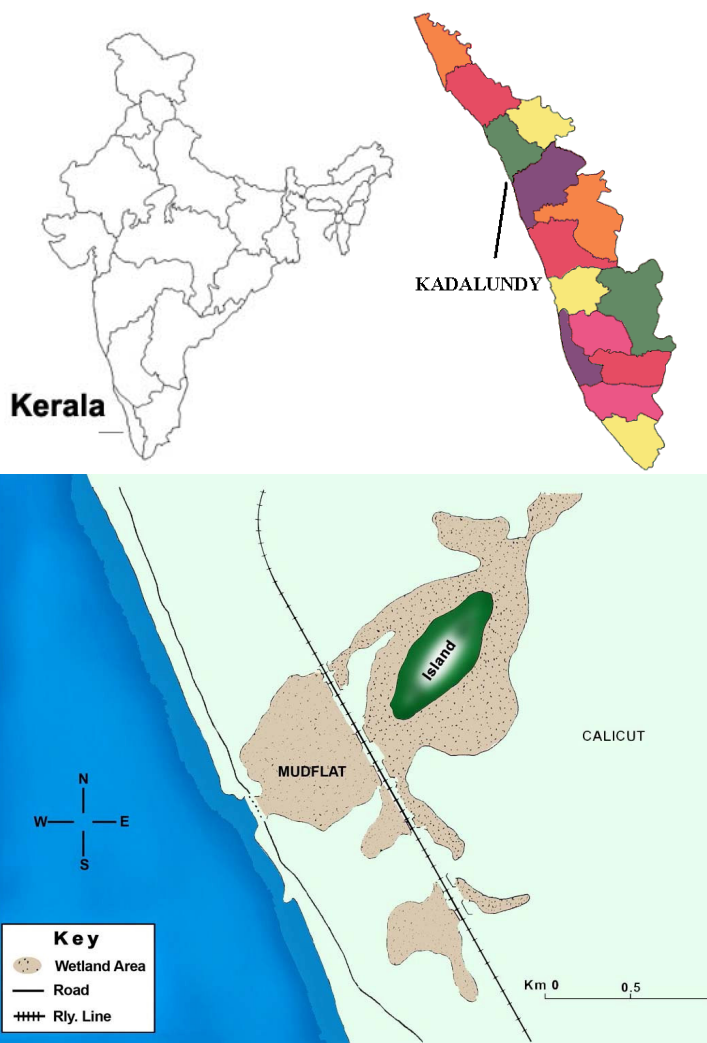 Kerala
KADALUNDY
Island
MUDFLAT
CALICUT
N
W E
S
Key
Wetland Area
Road
Rly. Line
Km 0 0.5